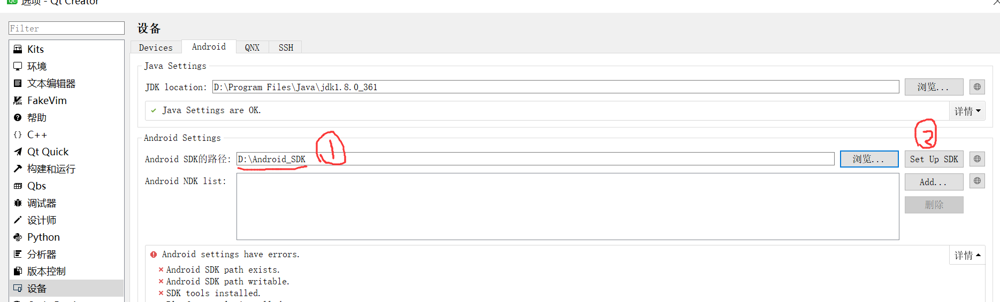 选项 - Qt Creator
Filter
设备
Kits
环境
文本编辑器
FakeVim
帮助
C++
Qt Quick
构建和运行
Qbs
调试器
设计师
Python
分析器
版本控制
设备
Devices
Android
QNX
SSH
Java Settings
JDK location: D:\Program Files\Java\jdk1.8.0_361 浏览...
Java Settings are OK. 详情
Android Settings
1
2
Android SDK的路径: D:\Android_SDK 浏览... Set Up SDK
Android NDK list: Add...
删除
Android settings have errors. 详情
Android SDK path exists.
Android SDK path writable.
SDK tools installed.